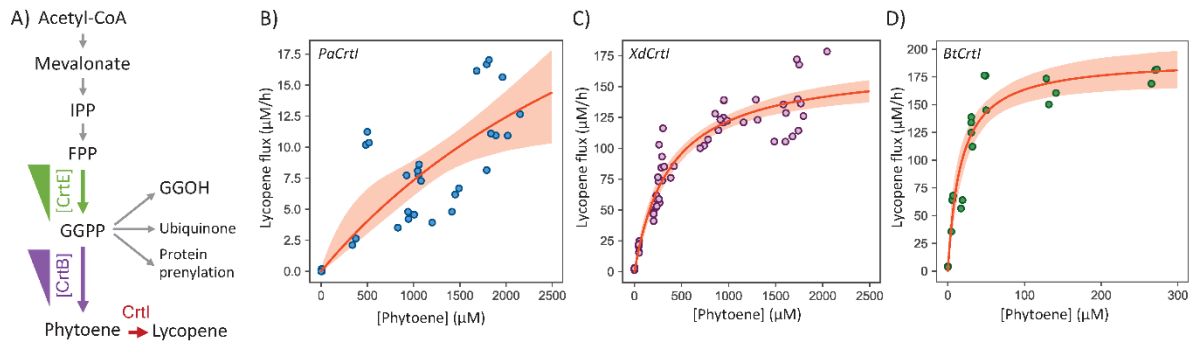 A)
Acetyl-CoA
Mevalonate
IPP
FPP
[CrtE]
GGPP
GGOH
Ubiquinone
Protein
prenylation
[CrtB]
Phytoene
CrtI
Lycopene
B)
PaCrtI
Lycopene flux (µM/h)
17.5
15.0
12.5
10.0
7.5
5.0
2.5
0.0
0
500
1000
1500
2000
2500
[Phytoene] (µM)
C)
XdCrtI
Lycopene flux (µM/h)
175
150
125
100
75
50
25
0
0
500
1000
1500
2000
2500
[Phytoene] (µM)
D)
BtCrtI
Lycopene flux (µM/h)
200
175
150
125
100
75
50
25
0
0
100
200
300
[Phytoene] (µM)